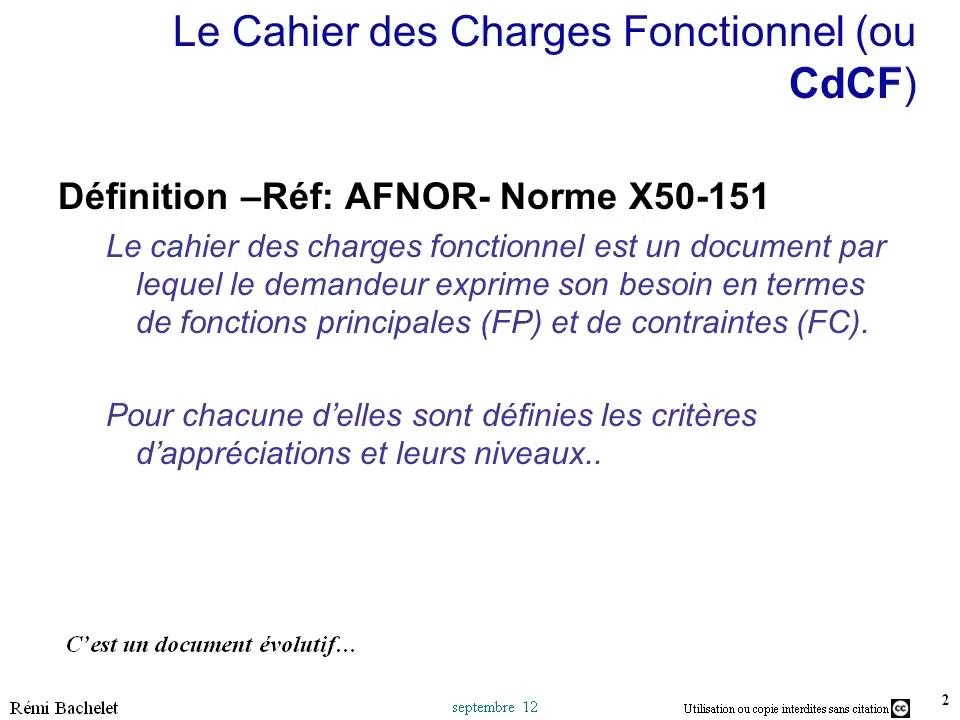 Le Cahier des Charges Fonctionnel (ou
CdCF)
Définition –Réf: AFNOR- Norme X50-151
Le cahier des charges fonctionnel est un document par
lequel le demandeur exprime son besoin en termes
de fonctions principales (FP) et de contraintes (FC).
Pour chacune d’elles sont définies les critères
d’appréciations et leurs niveaux..
C’est un document évolutif…
Rémi Bachelet
septembre 12
Utilisation ou copie interdites sans citation
cc
2